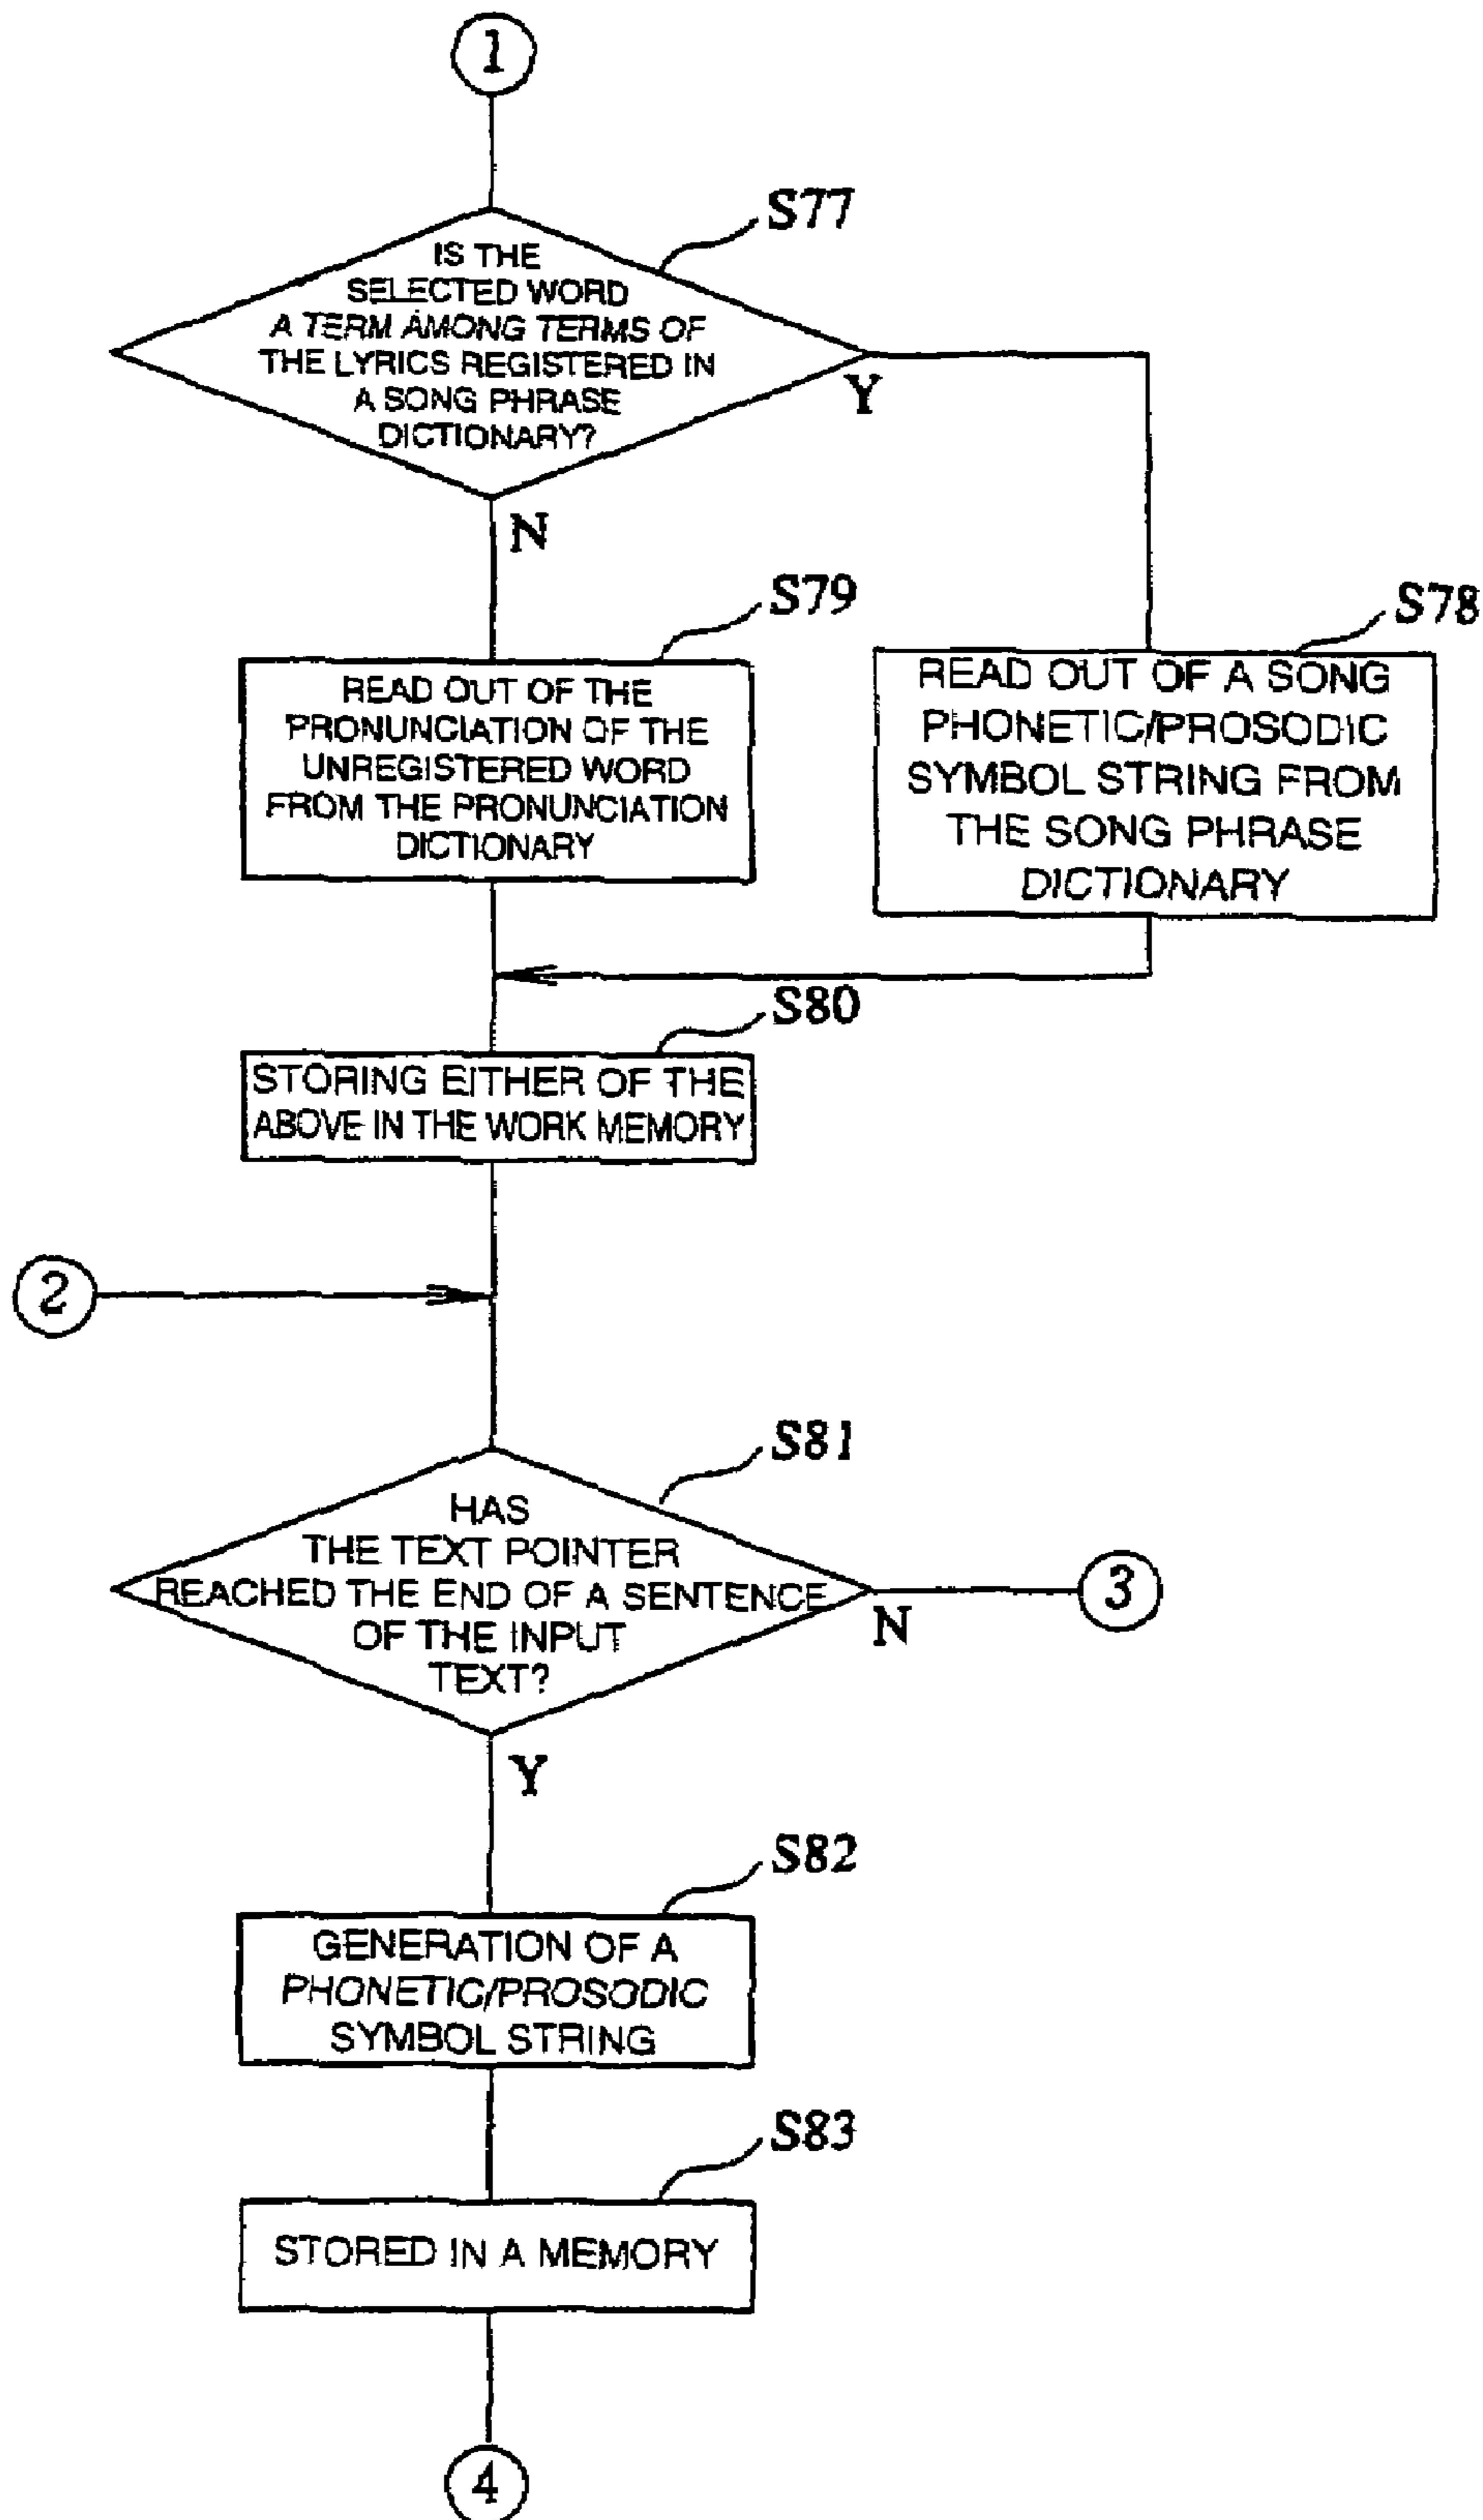 1
S77
IS THE
SELECTED WORD
A TERM AMONG TERMS OF
THE LYRICS REGISTERED IN
A SONG PHRASE
DICTIONARY?
Y
N
S79
READ OUT OF THE
PRONUNCIATION OF THE
UNREGISTERED WORD
FROM THE PRONUNCIATION
DICTIONARY
S78
READ OUT OF A SONG
PHONETIC/PROSODIC
SYMBOL STRING FROM
THE SONG PHRASE
DICTIONARY
S80
STORING EITHER OF THE
ABOVE IN THE WORK MEMORY
2
S81
HAS
THE TEXT POINTER
REACHED THE END OF A SENTENCE
OF THE INPUT
TEXT?
N
3
Y
S82
GENERATION OF A
PHONETIC/PROSODIC
SYMBOL STRING
S83
STORED IN A MEMORY
4